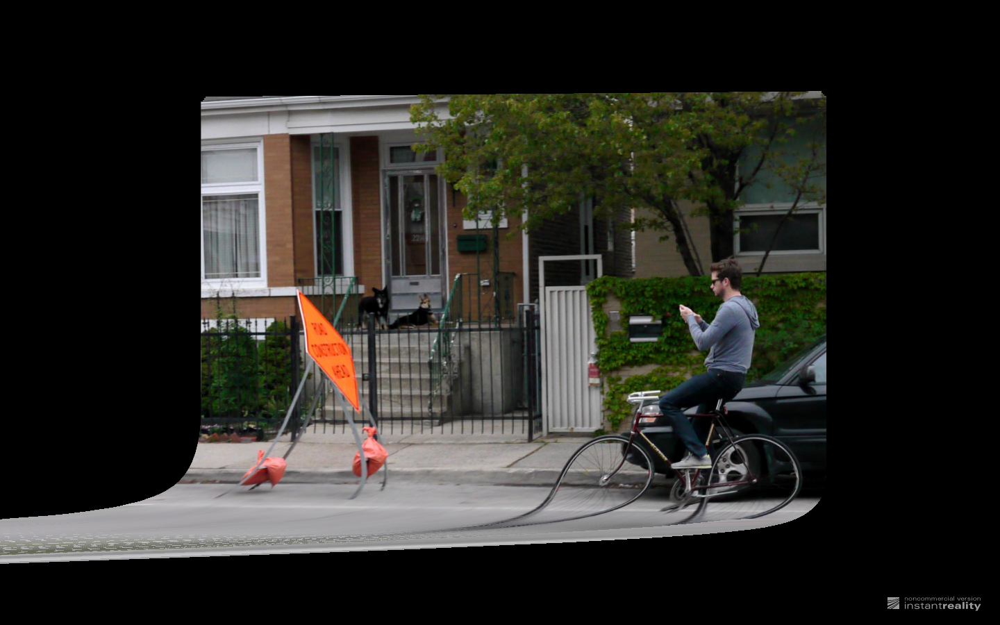 ROAD
CONSTRUCTION
AHEAD
noncommercial version
instantreality